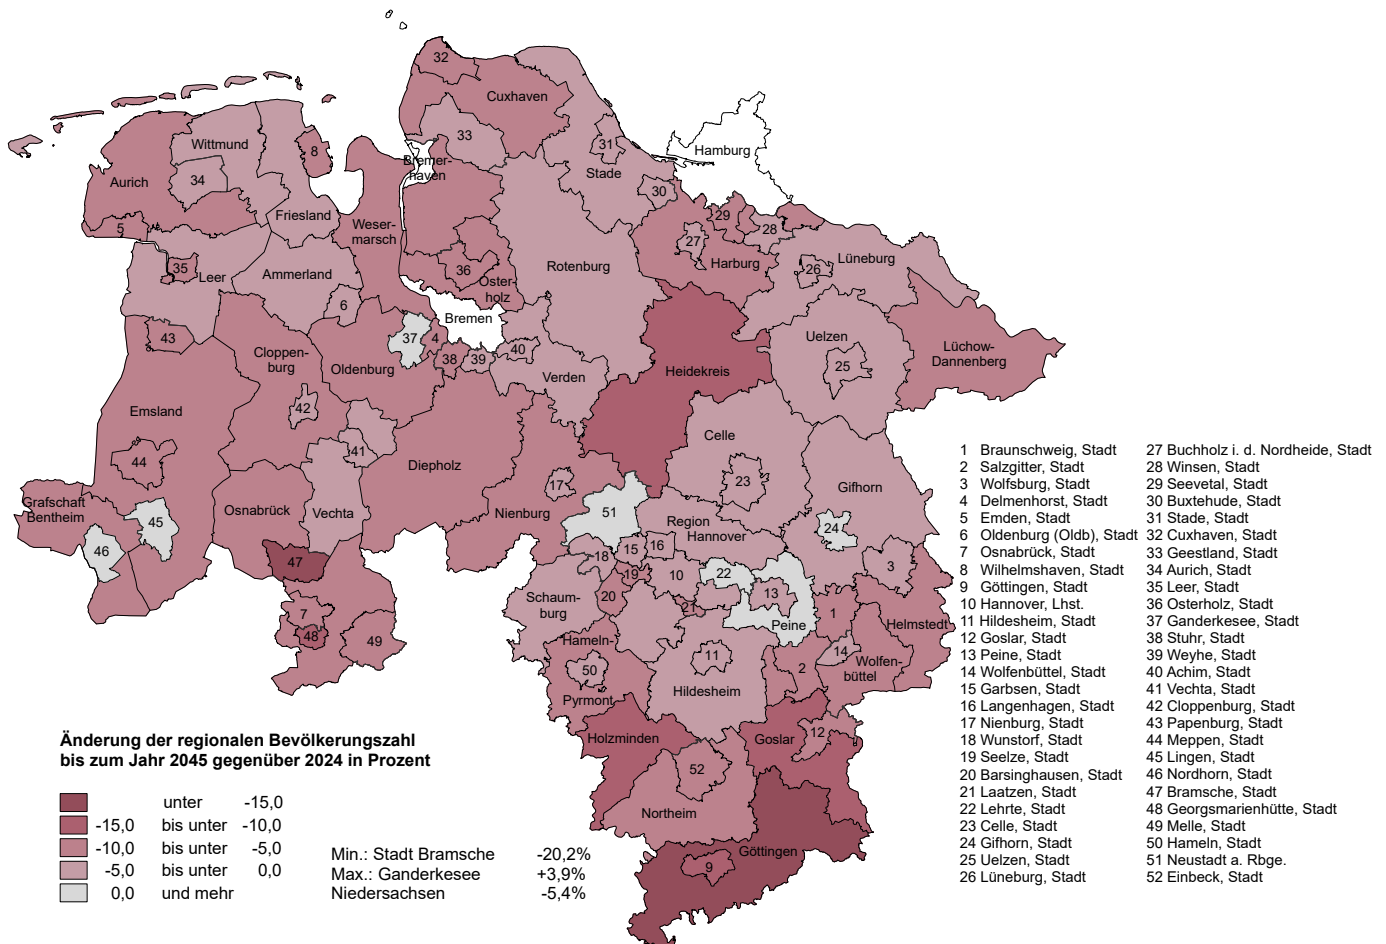 32
Cuxhaven
33
31
Hamburg
Wittmund
8
Bremer-
haven
Stade
34
Aurich
30
Friesland
29
5
Weser-
marsch
28
27
Harburg
Lüneburg
35
Leer
Ammerland
36
Oster-
holz
Rotenburg
26
6
Bremen
43
37
4
Uelzen
Cloppen-
burg
38
39
40
Lüchow-
Dannenberg
Oldenburg
25
Heidekreis
Verden
Emsland
42
Celle
41
44
Diepholz
23
17
Gifhorn
Grafschaft
Bentheim
45
Osnabrück
Vechta
Nienburg
51
Region
Hannover
24
46
47
18
15
16
3
19
10
22
Schaum-
burg
20
13
7
21
1
Peine
Helmstedt
48
49
Hameln-
14
11
Wolfen-
büttel
50
2
Hildesheim
Pyrmont
Holzminden
Goslar
12
52
Northeim
Göttingen
9
Änderung der regionalen Bevölkerungszahl
bis zum Jahr 2045 gegenüber 2024 in Prozent
unter -15,0
-15,0 bis unter -10,0
-10,0 bis unter -5,0
-5,0 bis unter 0,0
0,0 und mehr
Min.: Stadt Bramsche -20,2%
Max.: Ganderkesee +3,9%
Niedersachsen -5,4%
1 Braunschweig, Stadt
2 Salzgitter, Stadt
3 Wolfsburg, Stadt
4 Delmenhorst, Stadt
5 Emden, Stadt
6 Oldenburg (Oldb), Stadt
7 Osnabrück, Stadt
8 Wilhelmshaven, Stadt
9 Göttingen, Stadt
10 Hannover, Lhst.
11 Hildesheim, Stadt
12 Goslar, Stadt
13 Peine, Stadt
14 Wolfenbüttel, Stadt
15 Garbsen, Stadt
16 Langenhagen, Stadt
17 Nienburg, Stadt
18 Wunstorf, Stadt
19 Seelze, Stadt
20 Barsinghausen, Stadt
21 Laatzen, Stadt
22 Lehrte, Stadt
23 Celle, Stadt
24 Gifhorn, Stadt
25 Uelzen, Stadt
26 Lüneburg, Stadt
27 Buchholz i. d. Nordheide, Stadt
28 Winsen, Stadt
29 Seevetal, Stadt
30 Buxtehude, Stadt
31 Stade, Stadt
32 Cuxhaven, Stadt
33 Geestland, Stadt
34 Aurich, Stadt
35 Leer, Stadt
36 Osterholz, Stadt
37 Ganderkesee, Stadt
38 Stuhr, Stadt
39 Weyhe, Stadt
40 Achim, Stadt
41 Vechta, Stadt
42 Cloppenburg, Stadt
43 Papenburg, Stadt
44 Meppen, Stadt
45 Lingen, Stadt
46 Nordhorn, Stadt
47 Bramsche, Stadt
48 Georgsmarienhütte, Stadt
49 Melle, Stadt
50 Hameln, Stadt
51 Neustadt a. Rbge.
52 Einbeck, Stadt